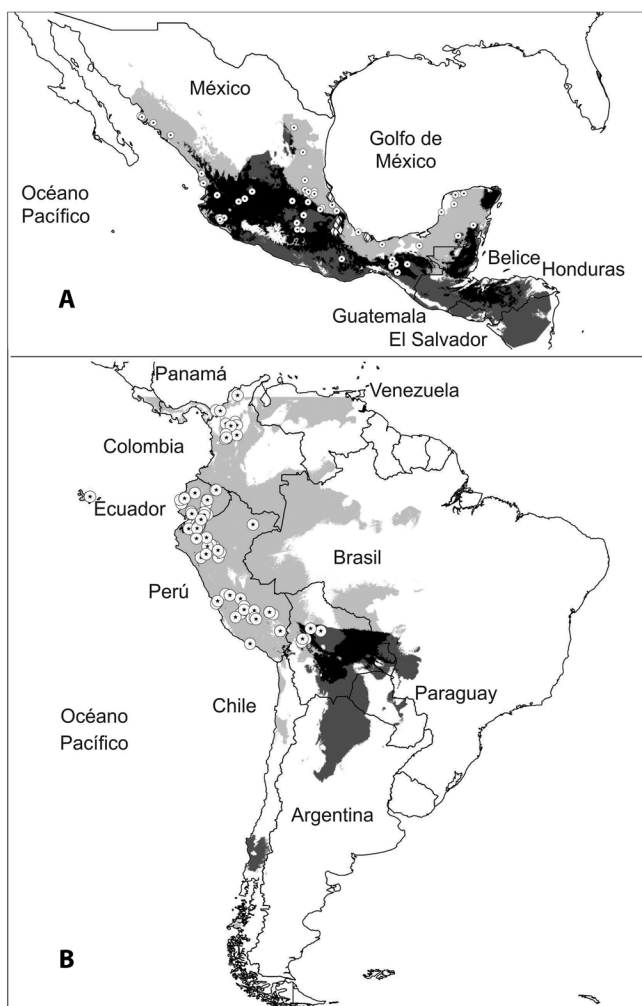 México
Golfo de
México
Océano
Pacífico
Belice
Honduras
A
Guatemala
El Salvador
Panamá
Venezuela
Colombia
Ecuador
Brasil
Perú
Paraguay
Chile
Océano
Pacífico
Argentina
B